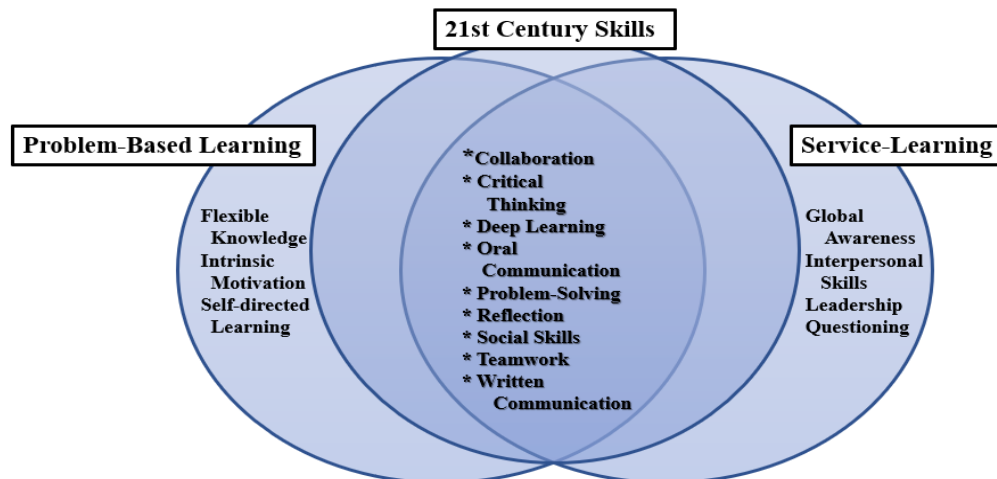 21st Century Skills
Problem-Based Learning
Service-Learning
Flexible
Knowledge
Intrinsic
Motivation
Self-directed
Learning
*Collaboration
* Critical
Thinking
* Deep Learning
* Oral
Communication
* Problem-Solving
* Reflection
* Social Skills
* Teamwork
* Written
Communication
Global
Awareness
Interpersonal
Skills
Leadership
Questioning